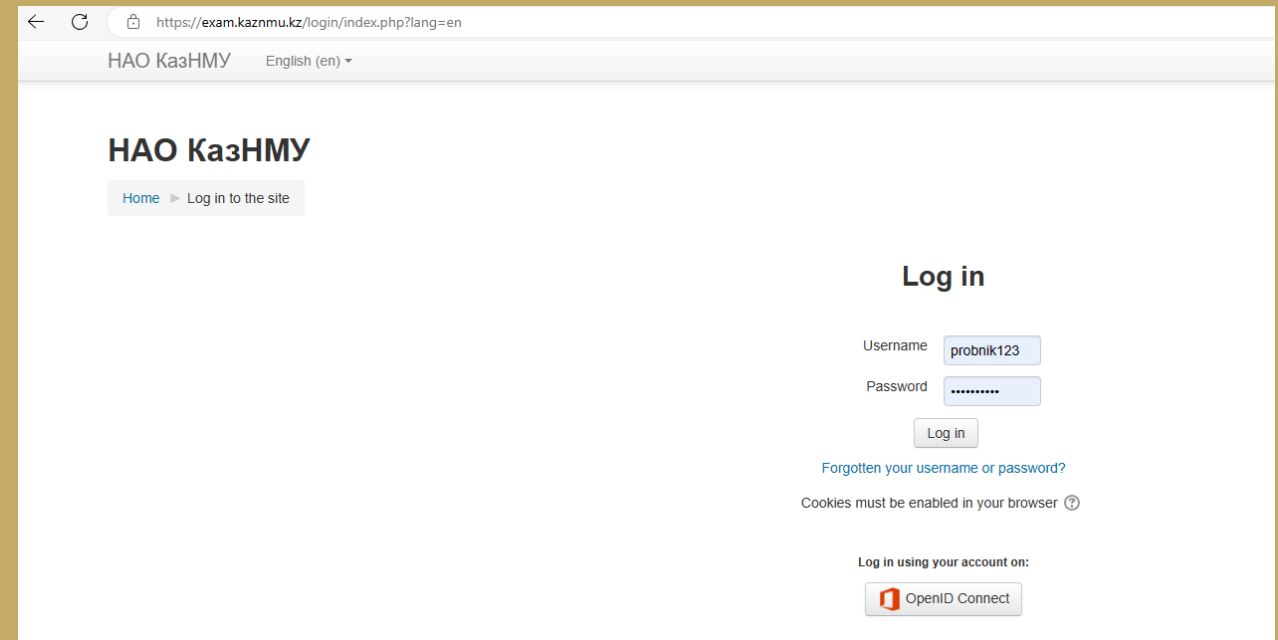 https://exam.kaznmu.kz/login/index.php?lang=en
НАО КазНМУ English (en)
НАО КазНМУ
Home Log in to the site
Log in
Username probnik123
Password ••••••••••
Log in
Forgotten your username or password?
Cookies must be enabled in your browser ?
Log in using your account on:
OpenID Connect